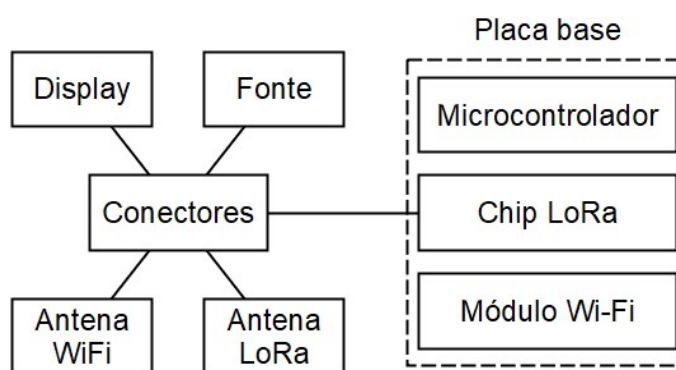 Placa base
Display
Fonte
Microcontrolador
Conectores
Chip LoRa
Antena
WiFi
Antena
LoRa
Módulo Wi-Fi